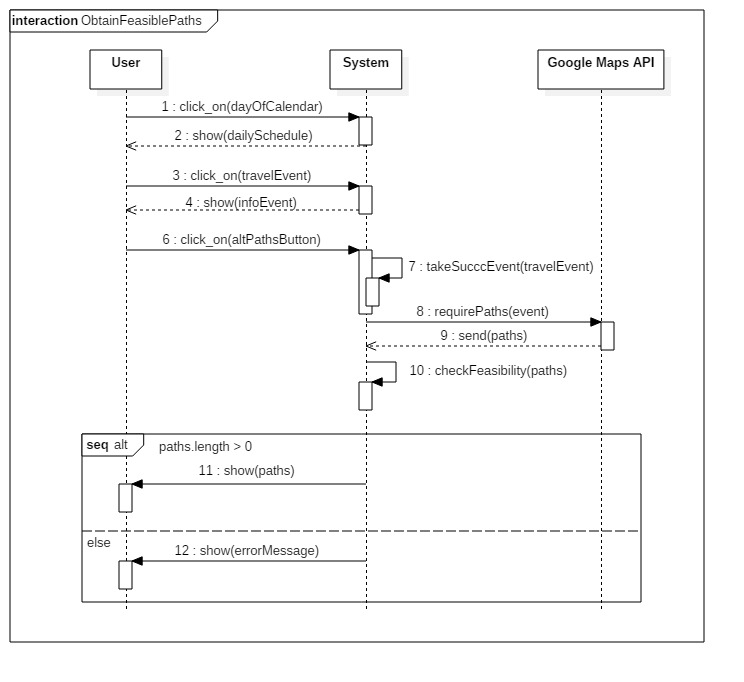 interaction ObtainFeasiblePaths
User
System
Google Maps API
1 : click_on(dayOfCalendar)
2 : show(dailySchedule)
3 : click_on(travelEvent)
4 : show(infoEvent)
6 : click_on(altPathsButton)
7 : takeSucccEvent(travelEvent)
8 : requirePaths(event)
9 : send(paths)
10 : checkFeasibility(paths)
seq alt
paths.length > 0
11 : show(paths)
else
12 : show(errorMessage)